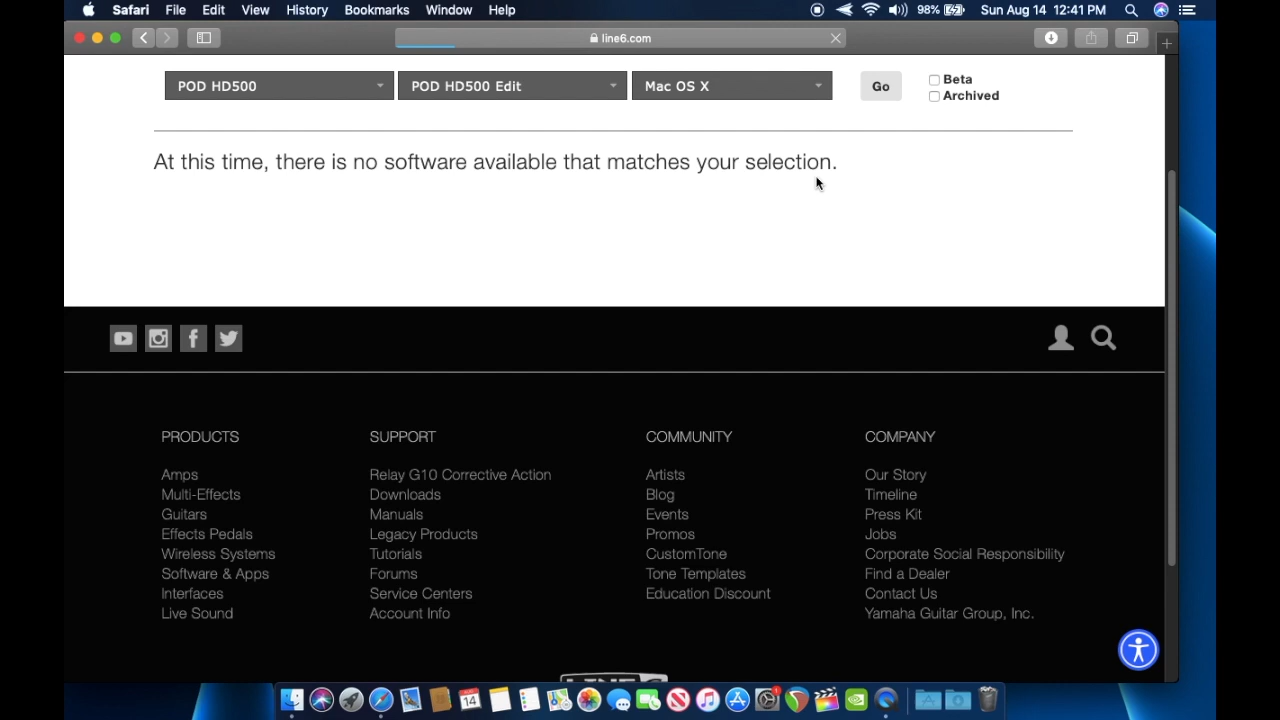 Safari File Edit View History Bookmarks Window Help 98% Sun Aug 14 12:41 PM
line6.com
POD HD500 POD HD500 Edit Mac OS X Go Beta
Archived
At this time, there is no software available that matches your selection.
PRODUCTS SUPPORT COMMUNITY COMPANY
Amps Relay G10 Corrective Action Artists Our Story
Multi-Effects Downloads Blog Timeline
Guitars Manuals Events Press Kit
Effects Pedals Legacy Products Promos Jobs
Wireless Systems Tutorials CustomTone Corporate Social Responsibility
Software & Apps Forums Tone Templates Find a Dealer
Interfaces Service Centers Education Discount Contact Us
Live Sound Account Info Yamaha Guitar Group, Inc.